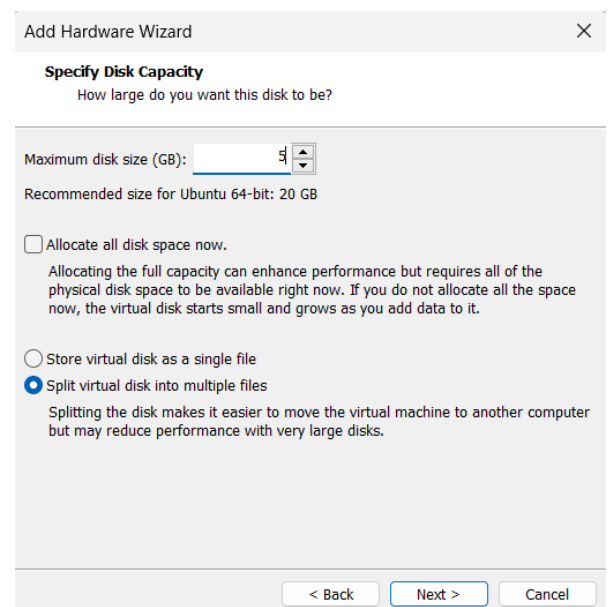 Add Hardware Wizard
Specify Disk Capacity
How large do you want this disk to be?
Maximum disk size (GB): 5
Recommended size for Ubuntu 64-bit: 20 GB
Allocate all disk space now.
Allocating the full capacity can enhance performance but requires all of the
physical disk space to be available right now. If you do not allocate all the space
now, the virtual disk starts small and grows as you add data to it.
Store virtual disk as a single file
Split virtual disk into multiple files
Splitting the disk makes it easier to move the virtual machine to another computer
but may reduce performance with very large disks.
< Back Next > Cancel